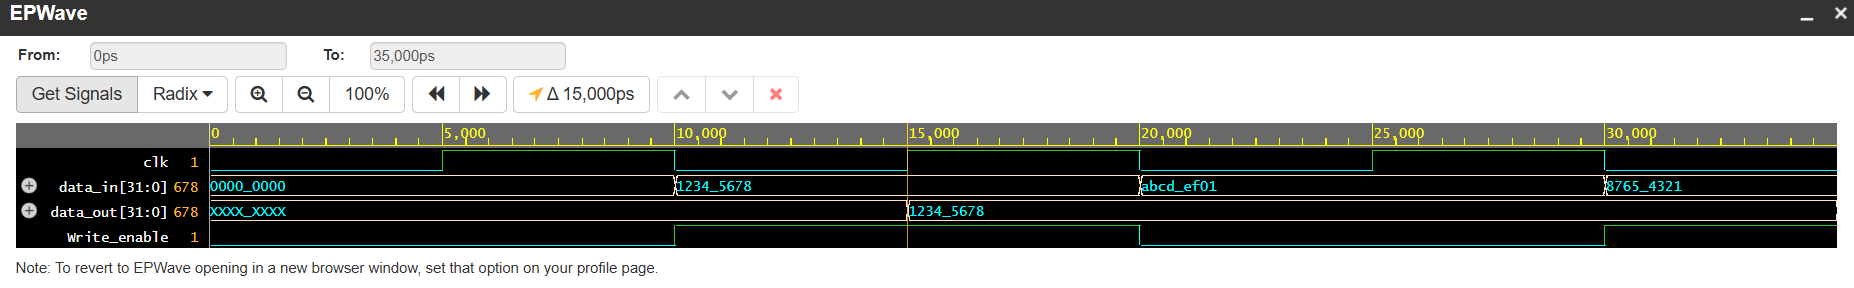 EPWave
From: 0ps To: 35,000ps
Get Signals Radix 100% Δ 15,000ps
0 5,000 10,000 15,000 20,000 25,000 30,000
clk 1
data_in[31:0] 678 0000_0000 1234_5678 abcd_ef01 8765_4321
data_out[31:0] 678 XXXX_XXXX 1234_5678
Write_enable 1
Note: To revert to EPWave opening in a new browser window, set that option on your profile page.